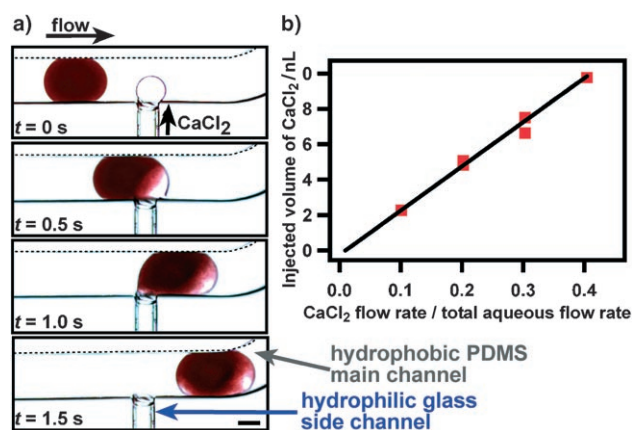 a) flow
CaCl2
t = 0 s
t = 0.5 s
t = 1.0 s
t = 1.5 s
hydrophobic PDMS
main channel
hydrophilic glass
side channel
b)
Injected volume of CaCl2/nL
0
8
6
4
2
0
0.0 0.1 0.2 0.3 0.4
CaCl2 flow rate / total aqueous flow rate